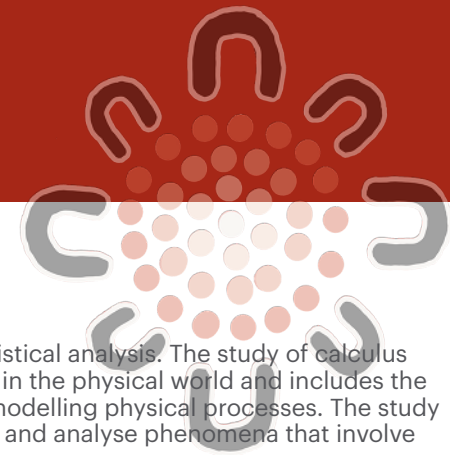 istical analysis. The study of calculus
in the physical world and includes the
modelling physical processes. The study
and analyse phenomena that involve